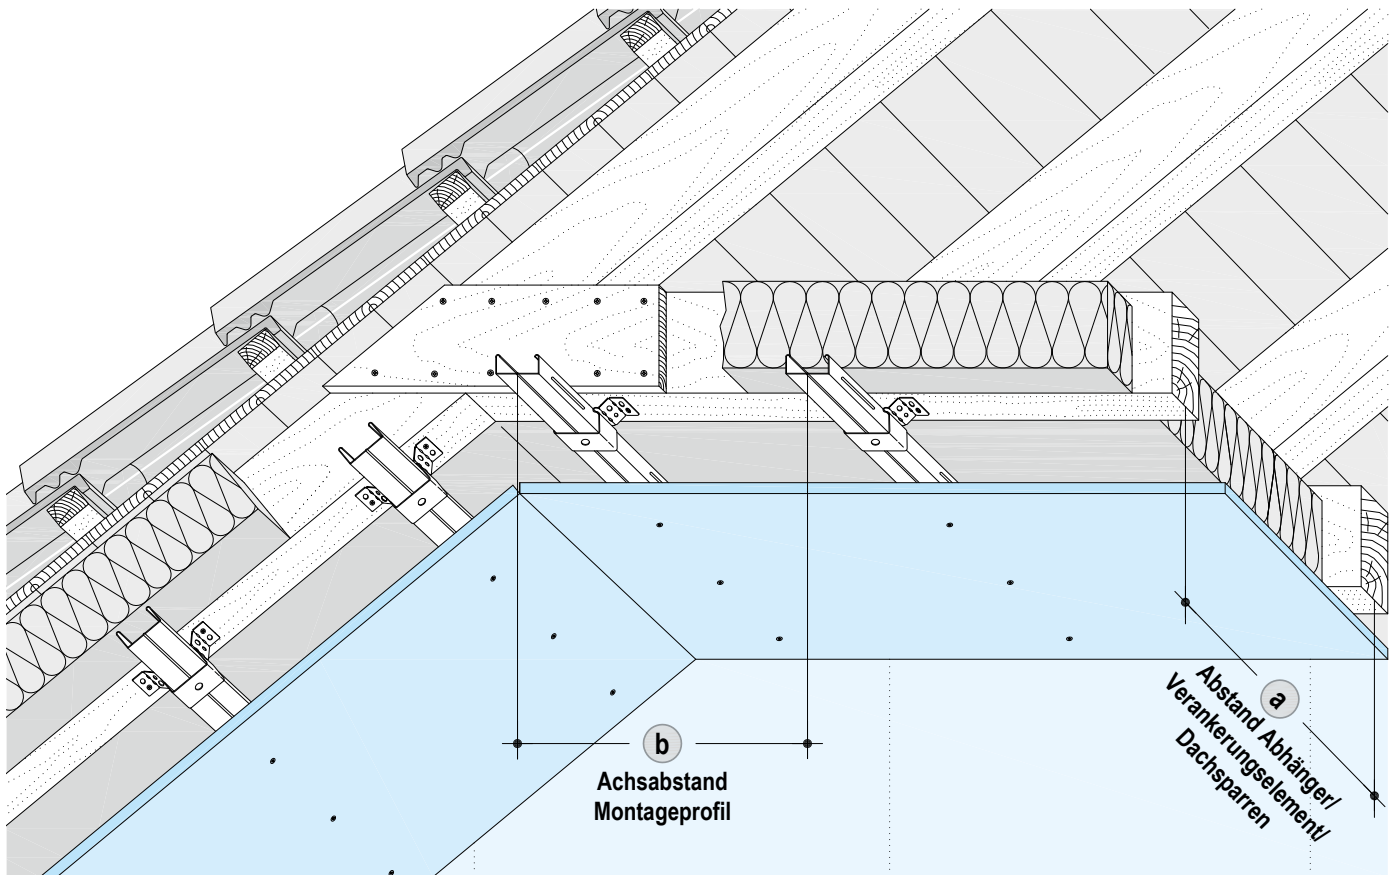 b
Achsabstand
Montageprofil
a
Abstand Abhänger/
Verankerungselement/
Dachsparren